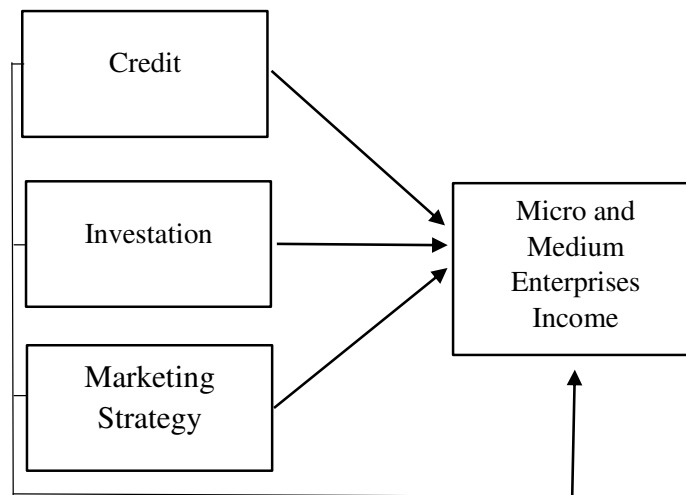 Credit
Investation
Marketing
Strategy
Micro and
Medium
Enterprises
Income